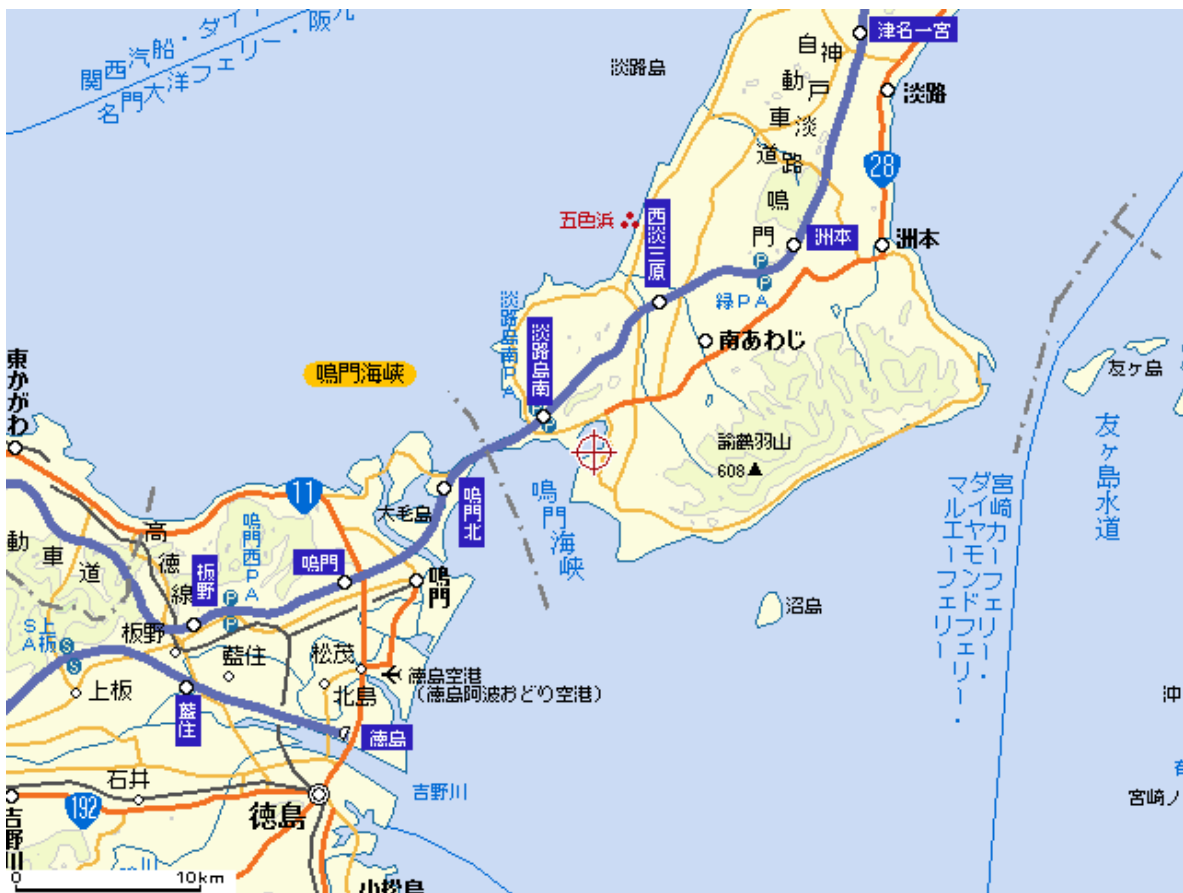 関西汽船・ダイ
名門大洋フェリー・阪九
淡路島
津名一宮
淡路
神戸淡路鳴門
自動車道
28
五色浜
西淡三原
洲本
洲本
緑PA
淡路島南PA
淡路島南
南あわじ
鳴門海峡
諭鶴羽山
608
友ヶ島
友ヶ島水道
宮崎カーフェリー・
ダイヤモンドフェリー・
マルエーフェリー
東かがわ
11
大毛島
鳴門北
鳴門海峡
高徳線
動車道
鳴門西PA
鳴門
板野
鳴門
沼島
板野
上板SA
藍住
松茂
徳島空港
(徳島阿波おどり空港)
上板
北島
藍住
徳島
沖
石井
吉野川
192
徳島
吉野川
宮崎ノ
小松島
0
10km